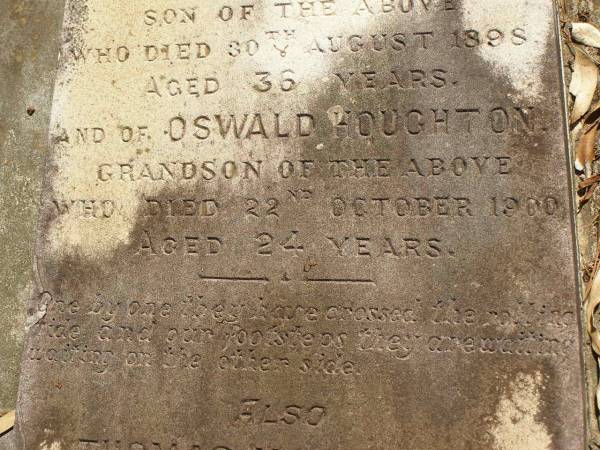 SON OF THE ABOVE
WHO DIED 30TH AUGUST 1898
AGED 36 YEARS.
AND OF OSWALD HOUGHTON.
GRANDSON OF THE ABOVE
WHO DIED 22ND OCTOBER 1900
AGED 24 YEARS.
One by one they have crossed the rolling
tide and our footsteps they are waiting
waiting on the other side.
ALSO
THOMAS